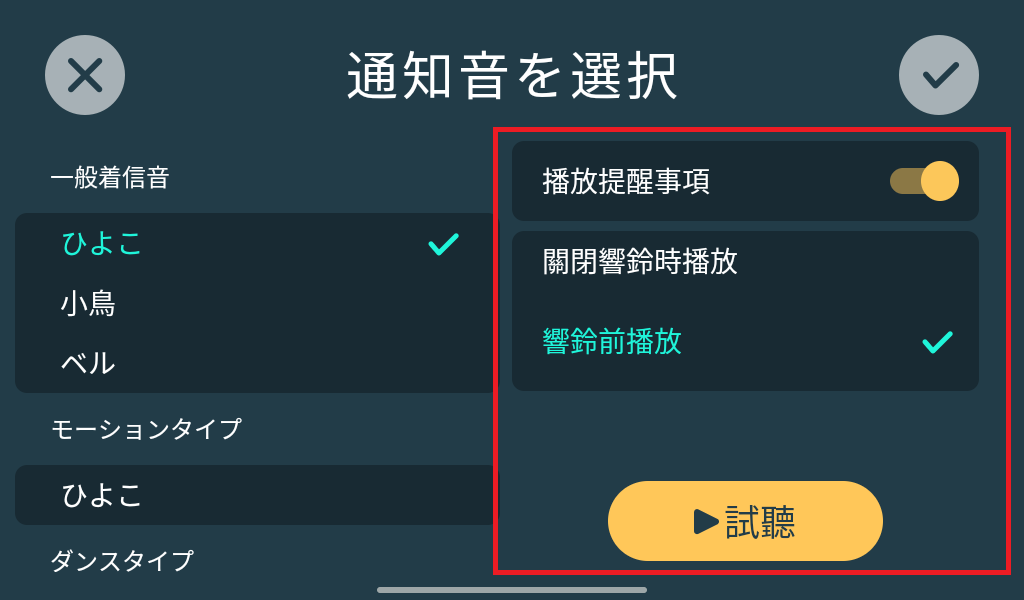 通知音を選択
一般着信音
ひよこ
小鳥
ベル
モーションタイプ
ひよこ
ダンスタイプ
播放提醒事項
關閉響鈴時播放
響鈴前播放
試聽